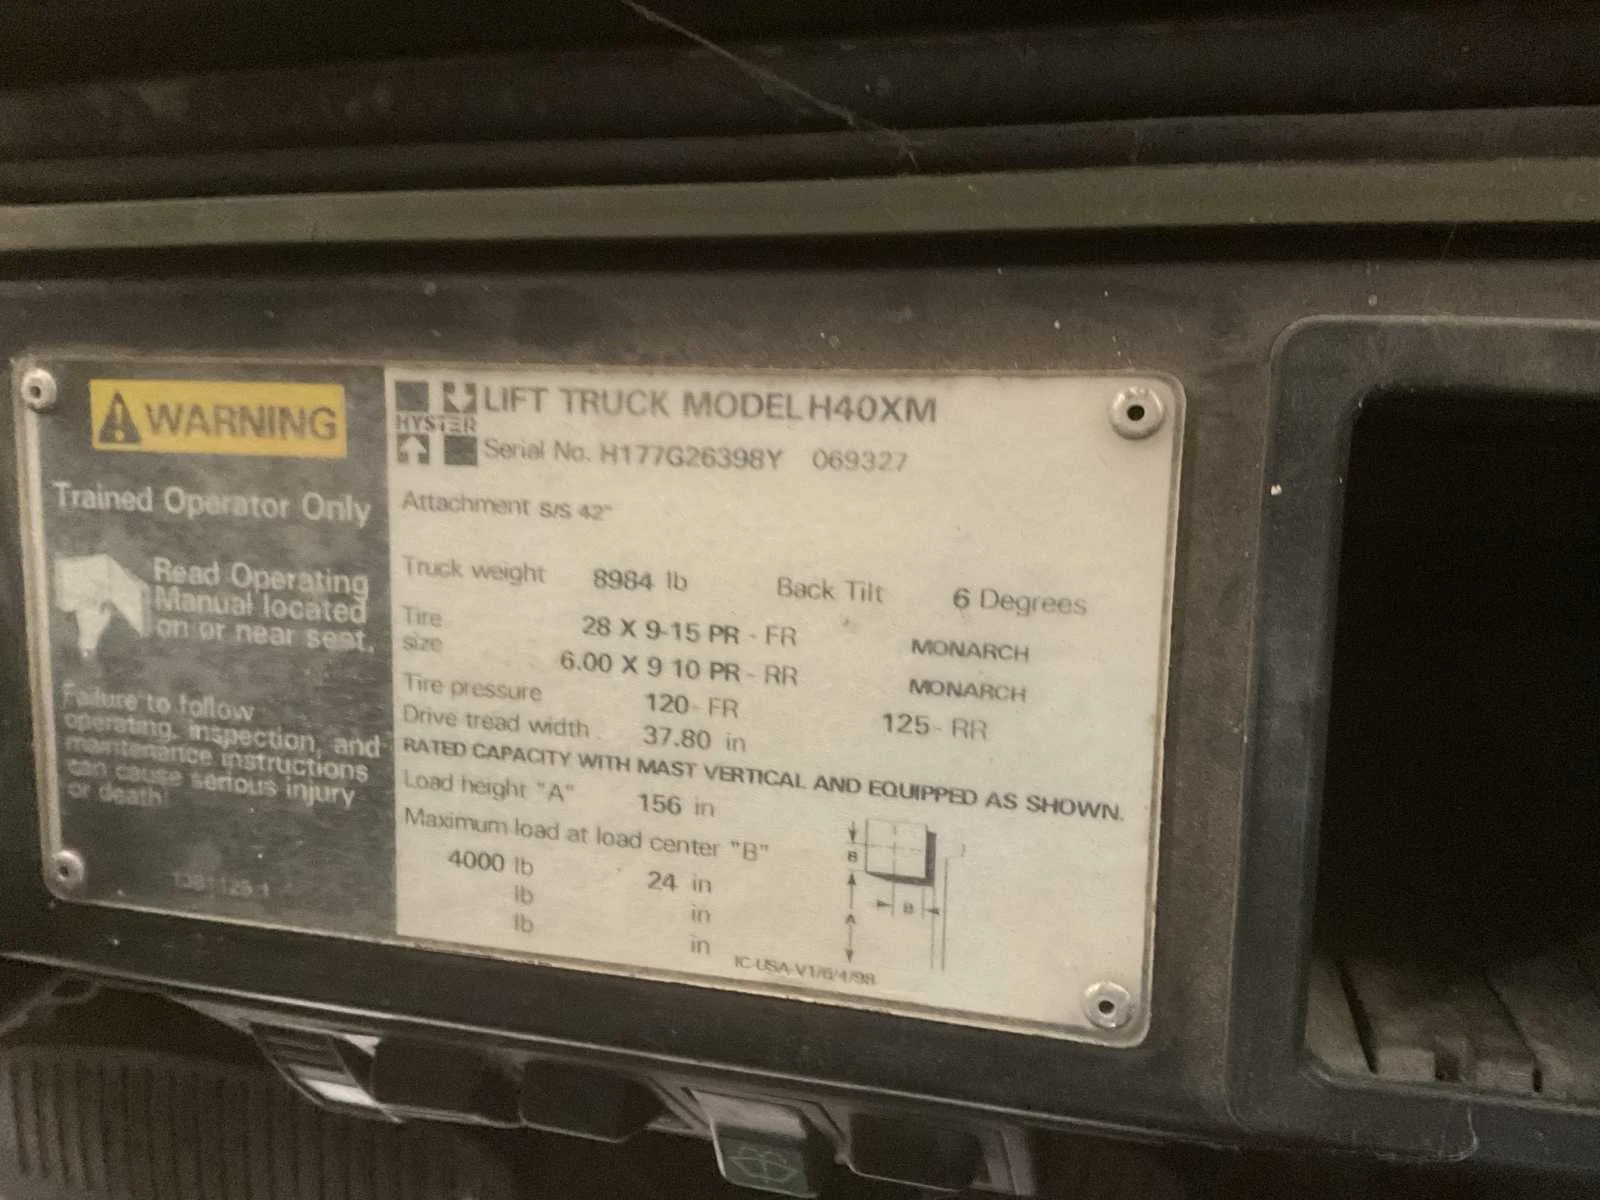 WARNING
Trained Operator Only
Read Operating
Manual located
on or near seat.
Failure to follow
operating, inspection, and
maintenance instructions
can cause serious injury
or death
HYSTER
LIFT TRUCK MODEL H40XM
Serial No. H177G26398Y 069327
Attachment S/S 42"
Truck weight 8984 lb Back Tilt 6 Degrees
Tire size 28 X 9-15 PR - FR MONARCH
6.00 X 9 10 PR - RR MONARCH
Tire pressure 120 - FR 125 - RR
Drive tread width 37.80 in
RATED CAPACITY WITH MAST VERTICAL AND EQUIPPED AS SHOWN.
Load height "A" 156 in
Maximum load at load center "B"
4000 lb 24 in
lb in
lb in
B
B
A
IC-USA-V1/6/4/98